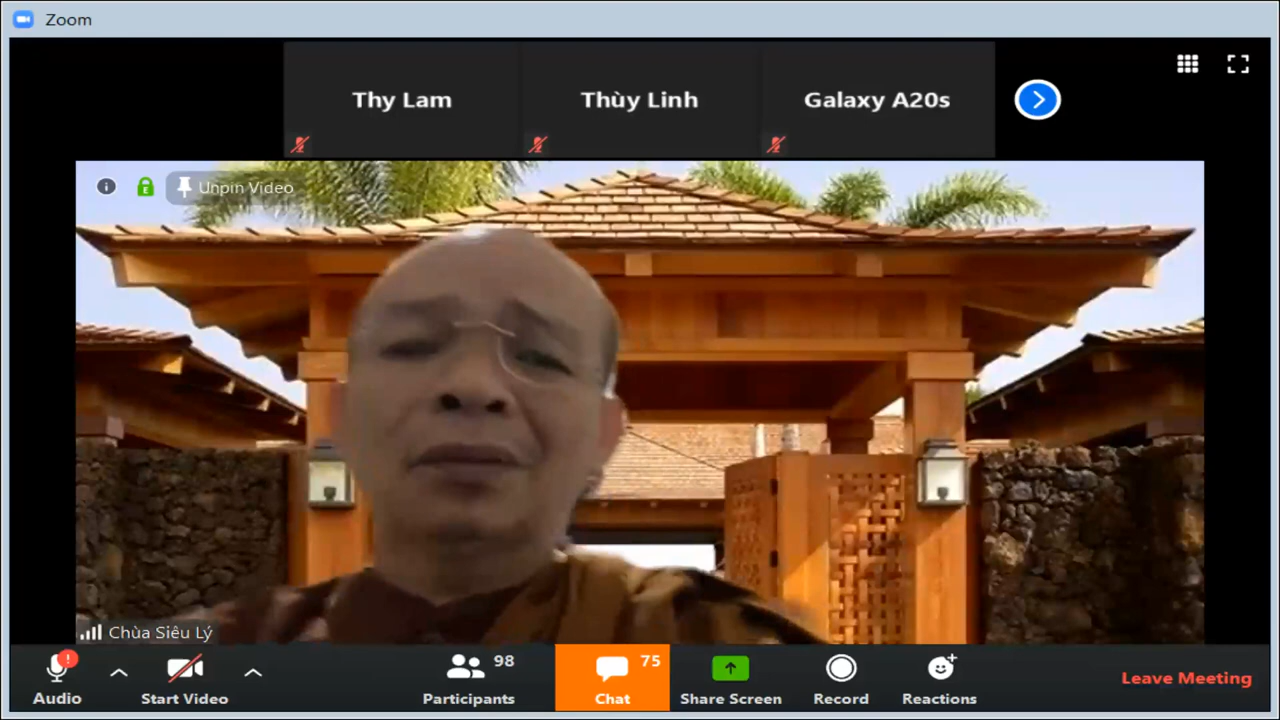 Zoom
Thy Lam
Thùy Linh
Galaxy A20s
Unpin Video
Chùa Siêu Lý
98
75
Audio
Start Video
Participants
Chat
Share Screen
Record
Reactions
Leave Meeting